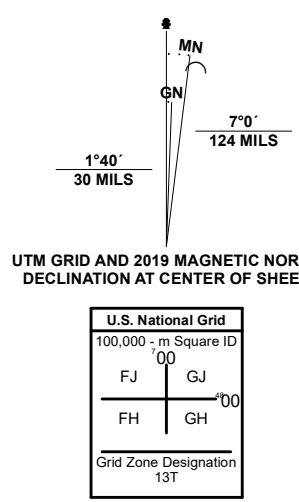 MN
GN
7°0´
124 MILS
1°40´
30 MILS
UTM GRID AND 2019 MAGNETIC NOR
DECLINATION AT CENTER OF SHEE
U.S. National Grid
100,000 - m Square ID
7 00
FJ GJ
48 00
FH GH
Grid Zone Designation
13T